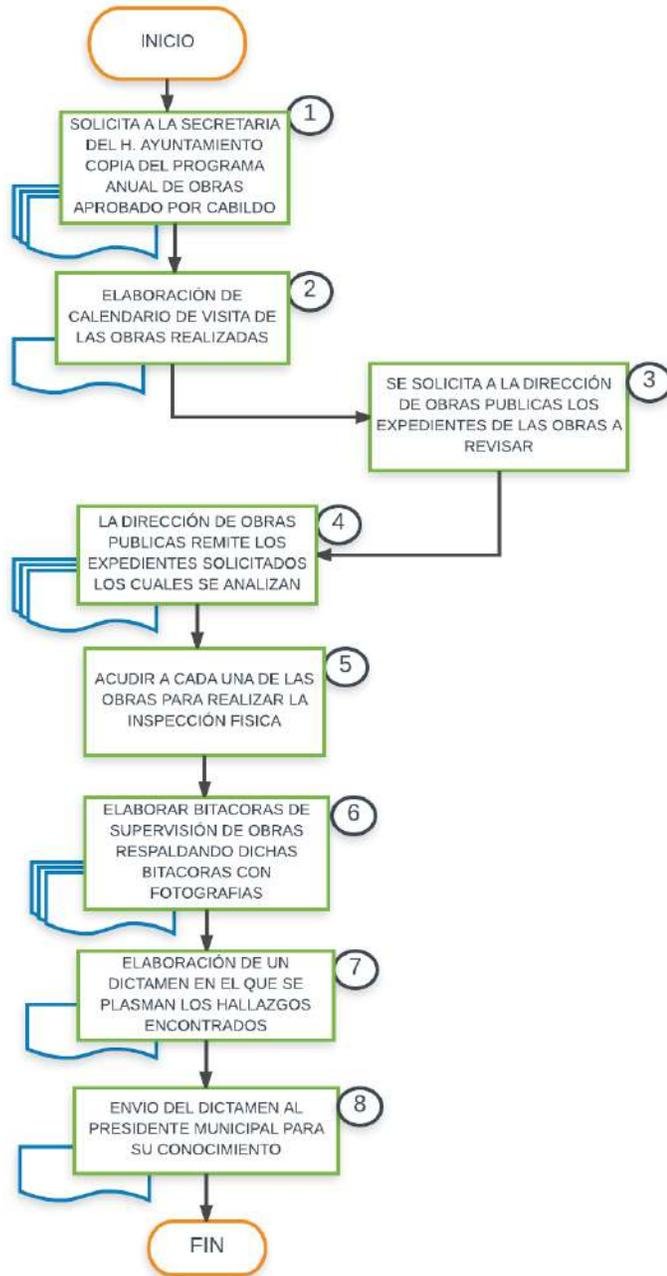 INICIO
1
SOLICITA A LA SECRETARIA
DEL H. AYUNTAMIENTO
COPIA DEL PROGRAMA
ANUAL DE OBRAS
APROBADO POR CABILDO
2
ELABORACIÓN DE
CALENDARIO DE VISITA DE
LAS OBRAS REALIZADAS
3
SE SOLICITA A LA DIRECCIÓN
DE OBRAS PUBLICAS LOS
EXPEDIENTES DE LAS OBRAS A
REVISAR
4
LA DIRECCIÓN DE OBRAS
PUBLICAS REMITE LOS
EXPEDIENTES SOLICITADOS
LOS CUALES SE ANALIZAN
5
ACUDIR A CADA UNA DE LAS
OBRAS PARA REALIZAR LA
INSPECCIÓN FISICA
6
ELABORAR BITACORAS DE
SUPERVISIÓN DE OBRAS
RESPALDANDO DICHAS
BITACORAS CON
FOTOGRAFIAS
7
ELABORACIÓN DE UN
DICTAMEN EN EL QUE SE
PLASMAN LOS HALLAZGOS
ENCONTRADOS
8
ENVIO DEL DICTAMEN AL
PRESIDENTE MUNICIPAL PARA
SU CONOCIMIENTO
FIN